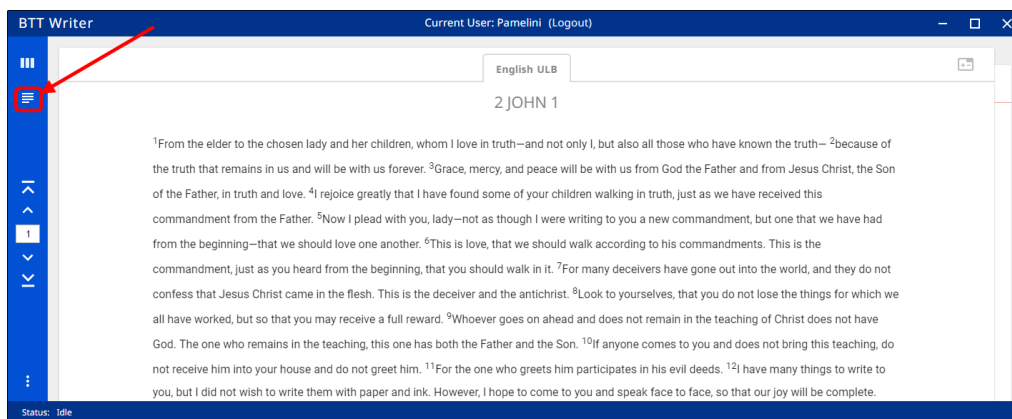 BTT Writer
Current User: Pamelini (Logout)
English ULB
2 JOHN 1
1From the elder to the chosen lady and her children, whom I love in truth—and not only I, but also all those who have known the truth— 2because of
the truth that remains in us and will be with us forever. 3Grace, mercy, and peace will be with us from God the Father and from Jesus Christ, the Son
of the Father, in truth and love. 4I rejoice greatly that I have found some of your children walking in truth, just as we have received this
commandment from the Father. 5Now I plead with you, lady—not as though I were writing to you a new commandment, but one that we have had
from the beginning—that we should love one another. 6This is love, that we should walk according to his commandments. This is the
1
commandment, just as you heard from the beginning, that you should walk in it. 7For many deceivers have gone out into the world, and they do not
confess that Jesus Christ came in the flesh. This is the deceiver and the antichrist. 8Look to yourselves, that you do not lose the things for which we
all have worked, but so that you may receive a full reward. 9Whoever goes on ahead and does not remain in the teaching of Christ does not have
God. The one who remains in the teaching, this one has both the Father and the Son. 10If anyone comes to you and does not bring this teaching, do
not receive him into your house and do not greet him. 11For the one who greets him participates in his evil deeds. 12I have many things to write to
you, but I did not wish to write them with paper and ink. However, I hope to come to you and speak face to face, so that our joy will be complete.
Status: Idle